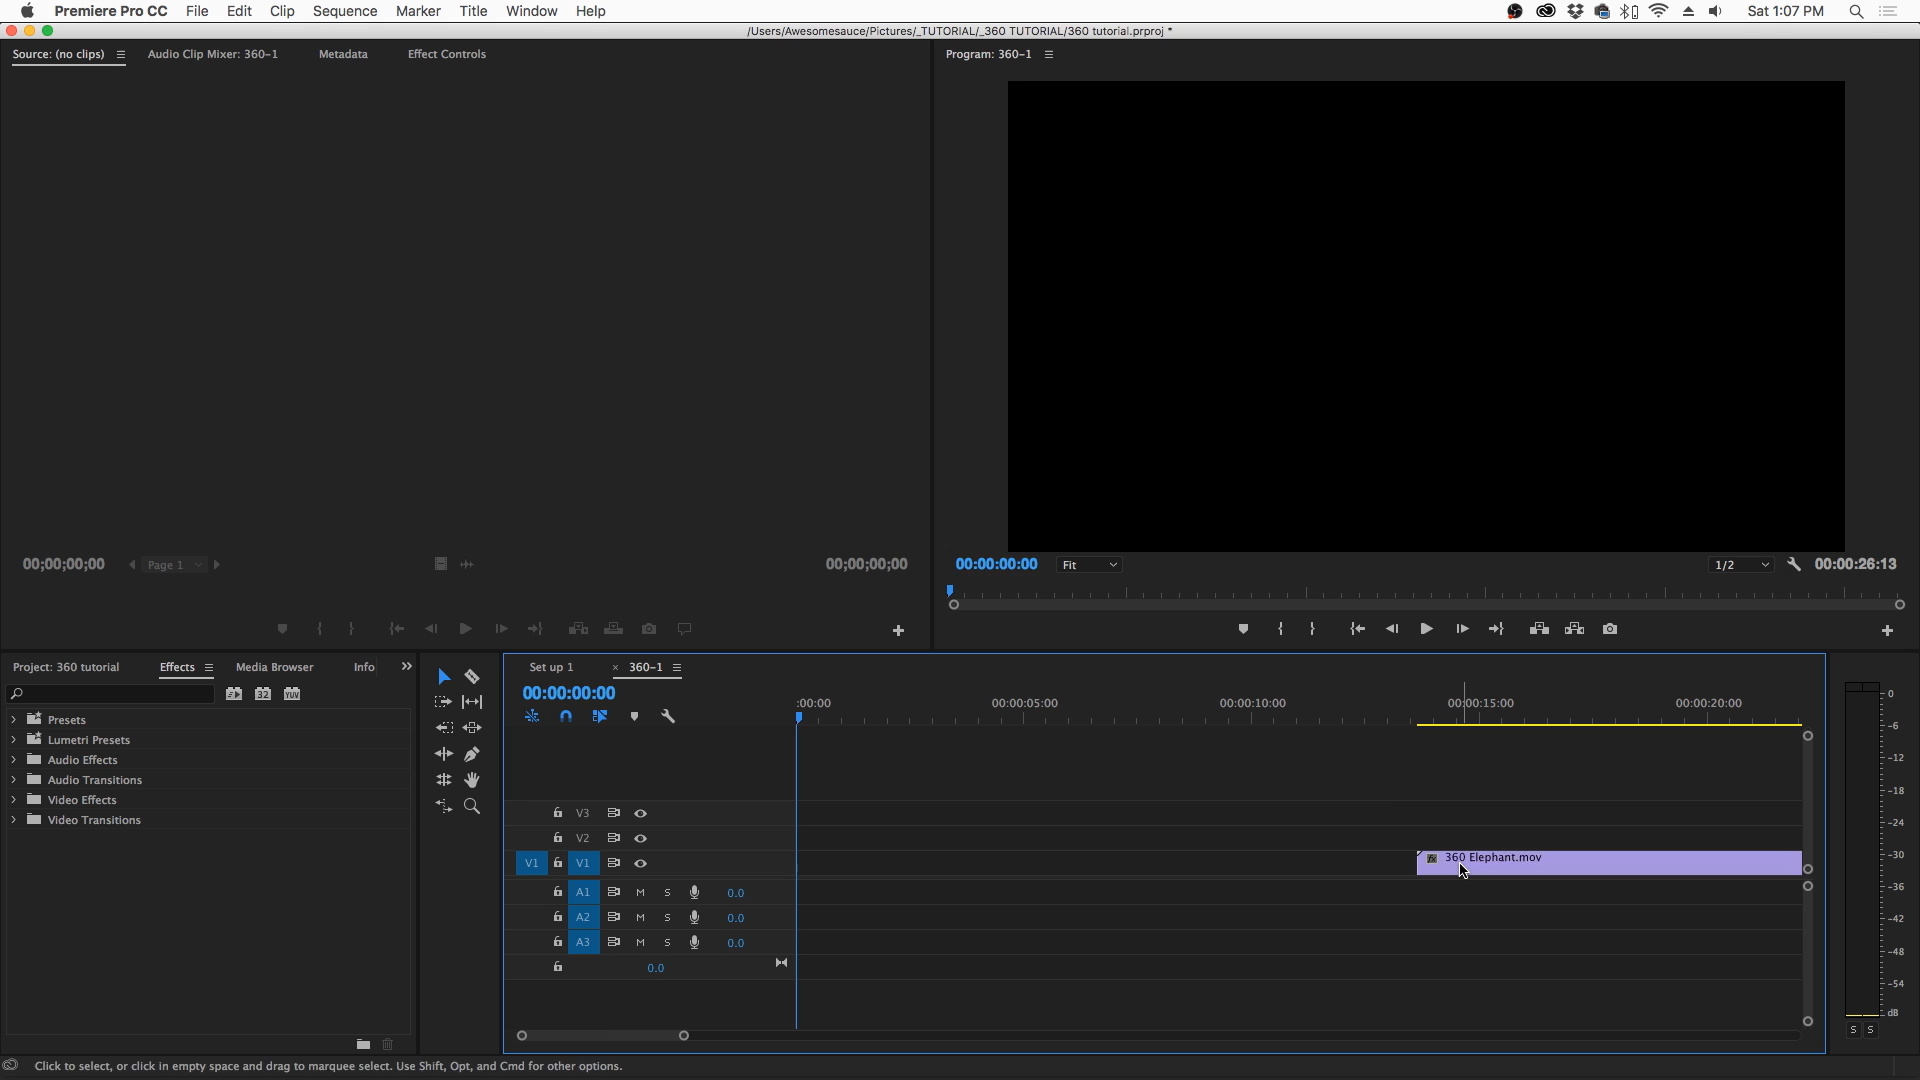 Premiere Pro CC File Edit Clip Sequence Marker Title Window Help Sat 1:07 PM
/Users/Awesomesauce/Pictures/_TUTORIAL/_360 TUTORIAL/360 tutorial.prproj *
Source: (no clips) Audio Clip Mixer: 360-1 Metadata Effect Controls
Program: 360-1
00;00;00;00 Page 1 00;00;00;00
00:00:00:00 Fit 1/2 00:00:26:13
Project: 360 tutorial Effects Media Browser Info
32 YUV
Presets
Lumetri Presets
Audio Effects
Audio Transitions
Video Effects
Video Transitions
Set up 1 × 360-1
00:00:00:00
:00:00 00:00:05:00 00:00:10:00 00:00:15:00 00:00:20:00
V3
V2
V1 V1 fx 360 Elephant.mov
A1 M S 0.0
A2 M S 0.0
A3 M S 0.0
0.0
0
-6
-12
-18
-24
-30
-36
-42
-48
-54
dB
S S
Click to select, or click in empty space and drag to marquee select. Use Shift, Opt, and Cmd for other options.